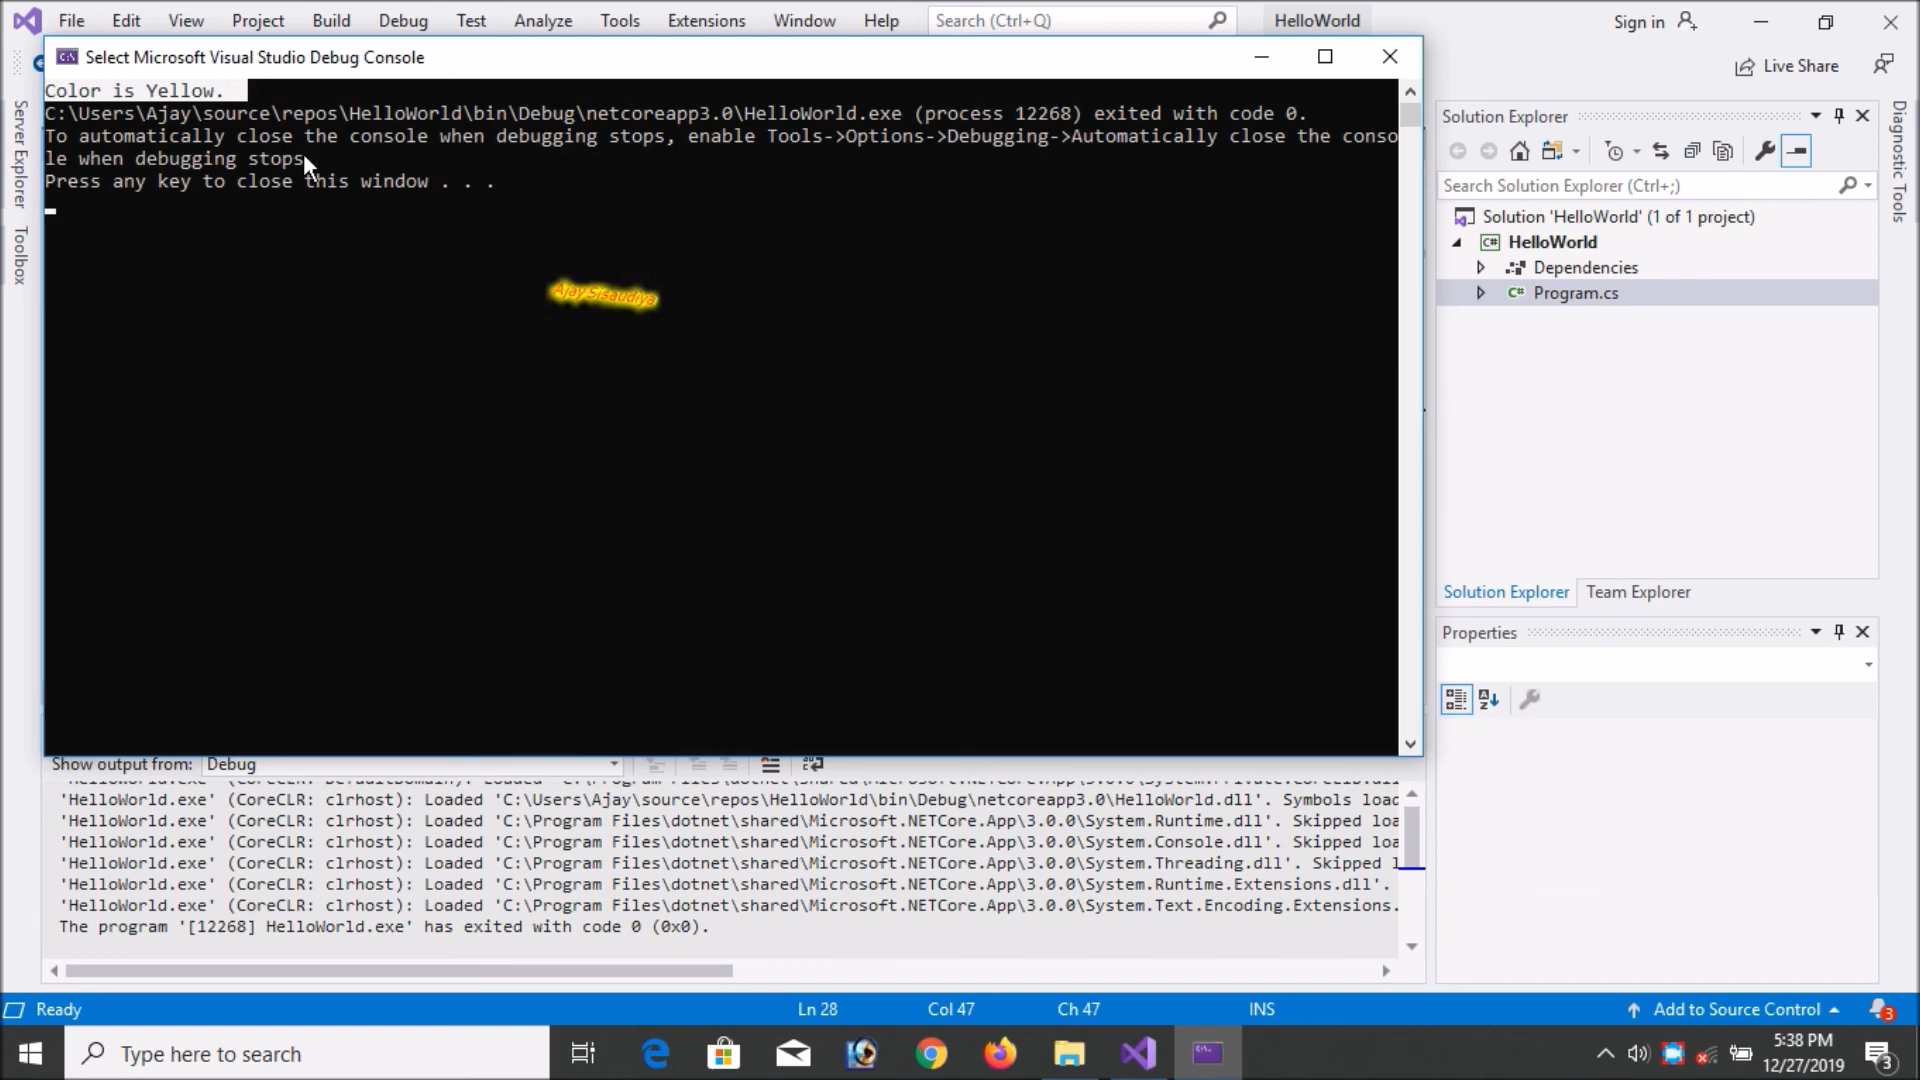 File Edit View Project Build Debug Test Analyze Tools Extensions Window Help Search (Ctrl+Q) HelloWorld Sign in
Select Microsoft Visual Studio Debug Console
Live Share
Color is Yellow.
C:\Users\Ajay\source\repos\HelloWorld\bin\Debug\netcoreapp3.0\HelloWorld.exe (process 12268) exited with code 0.
To automatically close the console when debugging stops, enable Tools->Options->Debugging->Automatically close the conso
le when debugging stops.
Press any key to close this window . . .
Ajay Sisaudiya
Server Explorer
Toolbox
Solution Explorer
Search Solution Explorer (Ctrl+;)
Solution 'HelloWorld' (1 of 1 project)
C# HelloWorld
Dependencies
C# Program.cs
Solution Explorer Team Explorer
Properties
Diagnostic Tools
Show output from: Debug
'HelloWorld.exe' (CoreCLR: clrhost): Loaded 'C:\Users\Ajay\source\repos\HelloWorld\bin\Debug\netcoreapp3.0\HelloWorld.dll'. Symbols load
'HelloWorld.exe' (CoreCLR: clrhost): Loaded 'C:\Program Files\dotnet\shared\Microsoft.NETCore.App\3.0.0\System.Runtime.dll'. Skipped loa
'HelloWorld.exe' (CoreCLR: clrhost): Loaded 'C:\Program Files\dotnet\shared\Microsoft.NETCore.App\3.0.0\System.Console.dll'. Skipped loa
'HelloWorld.exe' (CoreCLR: clrhost): Loaded 'C:\Program Files\dotnet\shared\Microsoft.NETCore.App\3.0.0\System.Threading.dll'. Skipped l
'HelloWorld.exe' (CoreCLR: clrhost): Loaded 'C:\Program Files\dotnet\shared\Microsoft.NETCore.App\3.0.0\System.Runtime.Extensions.dll'.
'HelloWorld.exe' (CoreCLR: clrhost): Loaded 'C:\Program Files\dotnet\shared\Microsoft.NETCore.App\3.0.0\System.Text.Encoding.Extensions.
The program '[12268] HelloWorld.exe' has exited with code 0 (0x0).
Ready Ln 28 Col 47 Ch 47 INS Add to Source Control 3
Type here to search
5:38 PM
12/27/2019
3